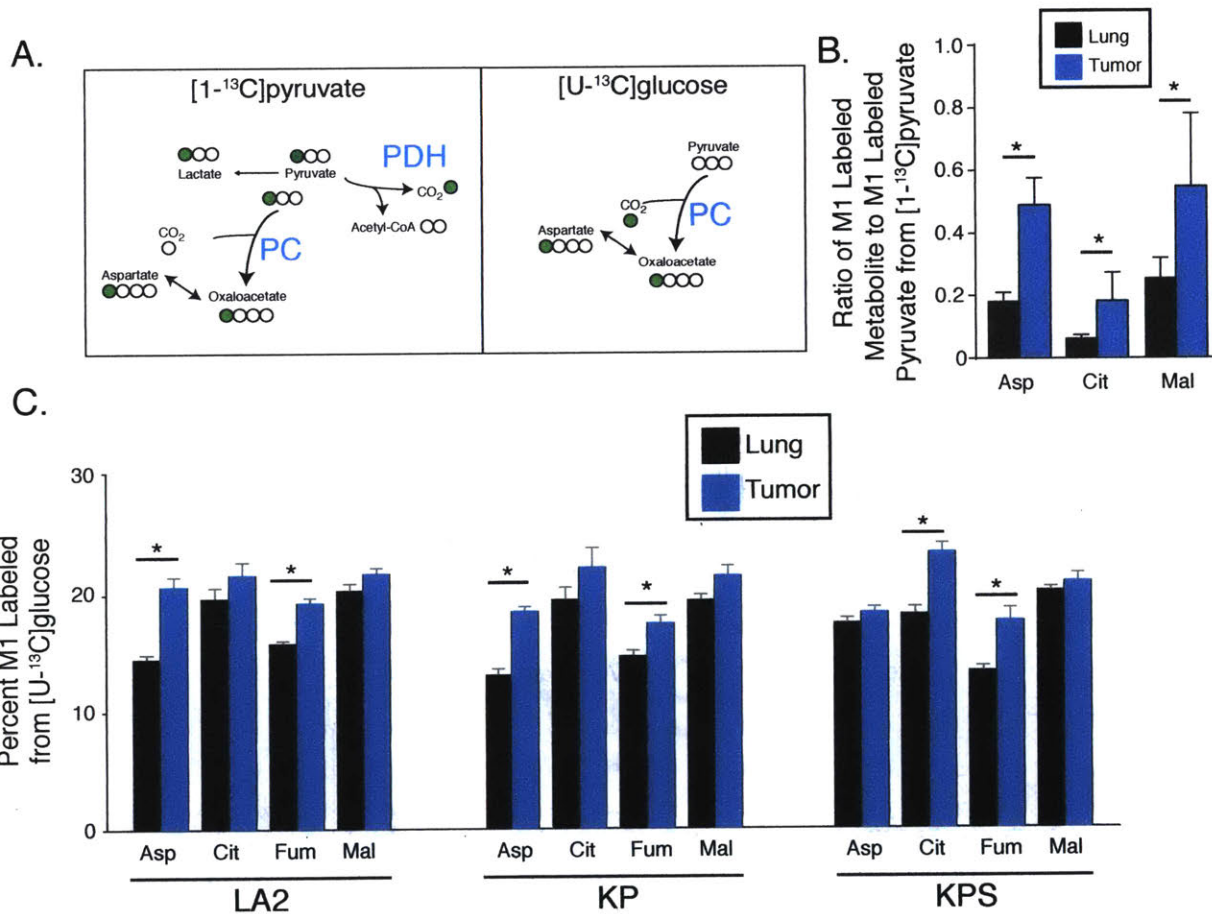 A.
[1-¹³C]pyruvate
Lactate
Pyruvate
PDH
CO₂
Acetyl-CoA
CO₂
PC
Aspartate
Oxaloacetate
[U-¹³C]glucose
Pyruvate
CO₂
PC
Aspartate
Oxaloacetate
B.
Lung
Tumor
Ratio of M1 Labeled
Metabolite to M1 Labeled
Pyruvate from [1-¹³C]pyruvate
1.0
0.8
0.6
0.4
0.2
0
*
*
*
Asp Cit Mal
C.
Lung
Tumor
Percent M1 Labeled
from [U-¹³C]glucose
30
20
10
0
* *
* *
* *
Asp Cit Fum Mal
LA2
Asp Cit Fum Mal
KP
Asp Cit Fum Mal
KPS